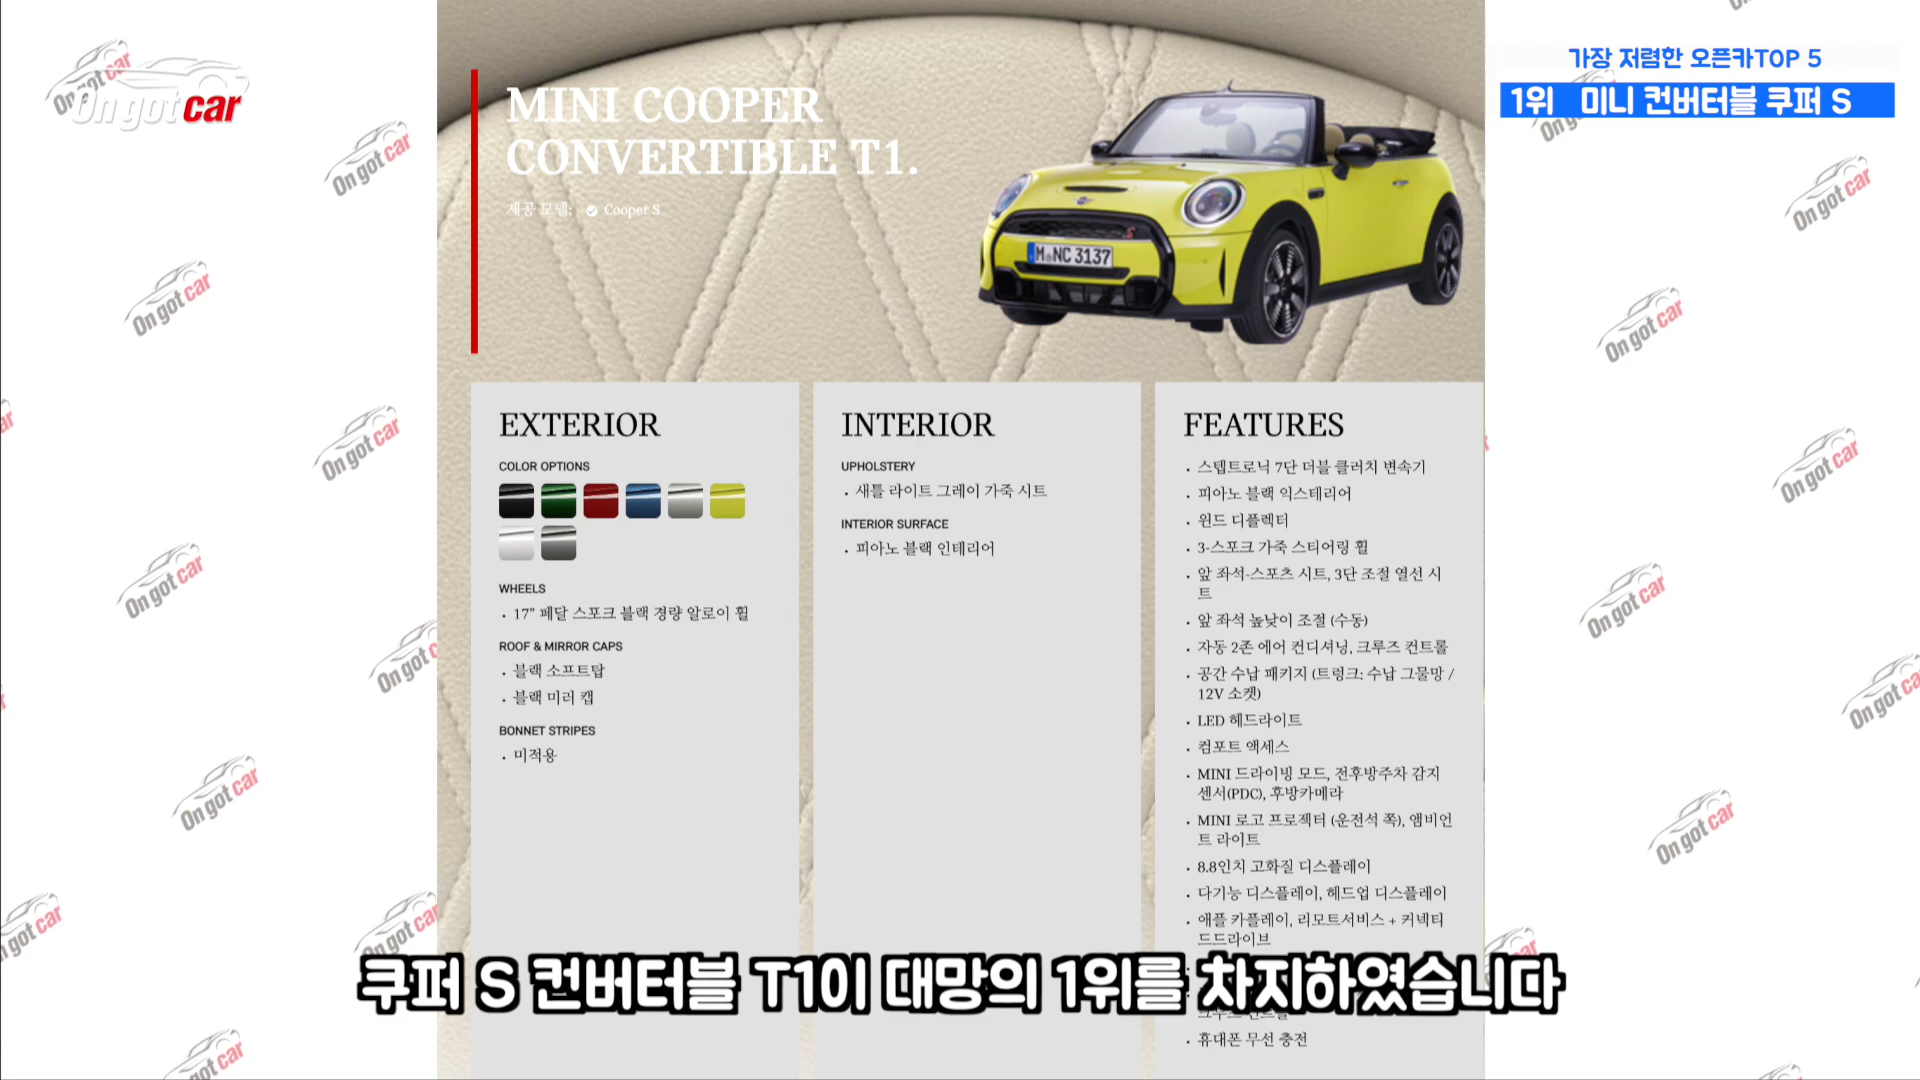 On got car
가장 저렴한 오픈카TOP 5
1위 미니 컨버터블 쿠퍼 S
MINI COOPER
CONVERTIBLE T1.
제공 모델: Cooper S
M NC 3137
EXTERIOR
COLOR OPTIONS
WHEELS
• 17" 페달 스포크 블랙 경량 알로이 휠
ROOF & MIRROR CAPS
• 블랙 소프트탑
• 블랙 미러 캡
BONNET STRIPES
• 미적용
INTERIOR
UPHOLSTERY
• 새틀 라이트 그레이 가죽 시트
INTERIOR SURFACE
• 피아노 블랙 인테리어
FEATURES
• 스텝트로닉 7단 더블 클러치 변속기
• 피아노 블랙 익스테리어
• 윈드 디플렉터
• 3-스포크 가죽 스티어링 휠
• 앞 좌석-스포츠 시트, 3단 조절 열선 시
트
• 앞 좌석 높낮이 조절 (수동)
• 자동 2존 에어 컨디셔닝, 크루즈 컨트롤
• 공간 수납 패키지 (트렁크: 수납 그물망 /
12V 소켓)
• LED 헤드라이트
• 컴포트 액세스
• MINI 드라이빙 모드, 전후방주차 감지
센서(PDC), 후방카메라
• MINI 로고 프로젝터 (운전석 쪽), 앰비언
트 라이트
• 8.8인치 고화질 디스플레이
• 다기능 디스플레이, 헤드업 디스플레이
• 애플 카플레이, 리모트서비스 + 커넥티
드드라이브
• 휴대폰 무선 충전
쿠퍼 S 컨버터블 T1이 대망의 1위를 차지하였습니다